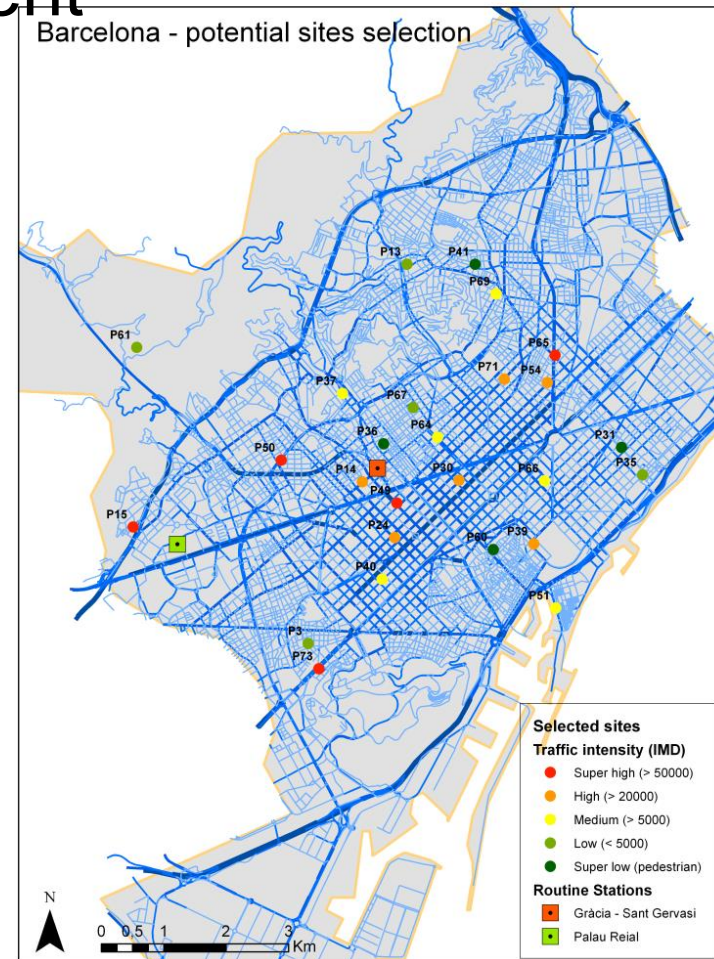 ent
Barcelona - potential sites selection
P13
P41
P69
P61
P65
P71
P54
P37
P67
P64
P36
P31
P50
P14
P30
P66
P35
P49
P15
P24
P60
P39
P40
P51
P3
P73
Selected sites
Traffic intensity (IMD)
Super high (> 50000)
High (> 20000)
Medium (> 5000)
Low (< 5000)
Super low (pedestrian)
Routine Stations
Gràcia - Sant Gervasi
Palau Reial
N
0 0,5 1 2 3
Km